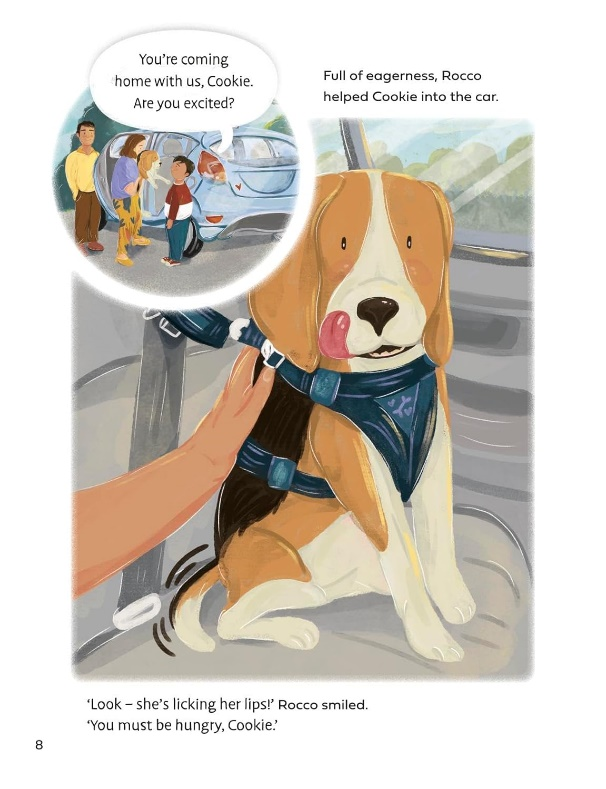 You're coming
home with us, Cookie.
Are you excited?
Full of eagerness, Rocco
helped Cookie into the car.
‘Look – she's licking her lips!’ Rocco smiled.
‘You must be hungry, Cookie.’
8